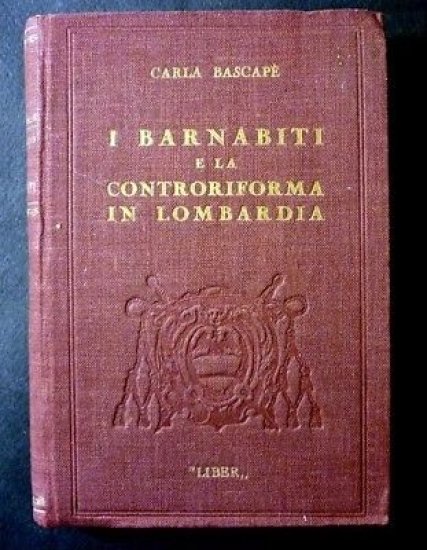 CARLA BASCAPÈ
I BARNABITI
E LA
CONTRORIFORMA
IN LOMBARDIA
"LIBER„